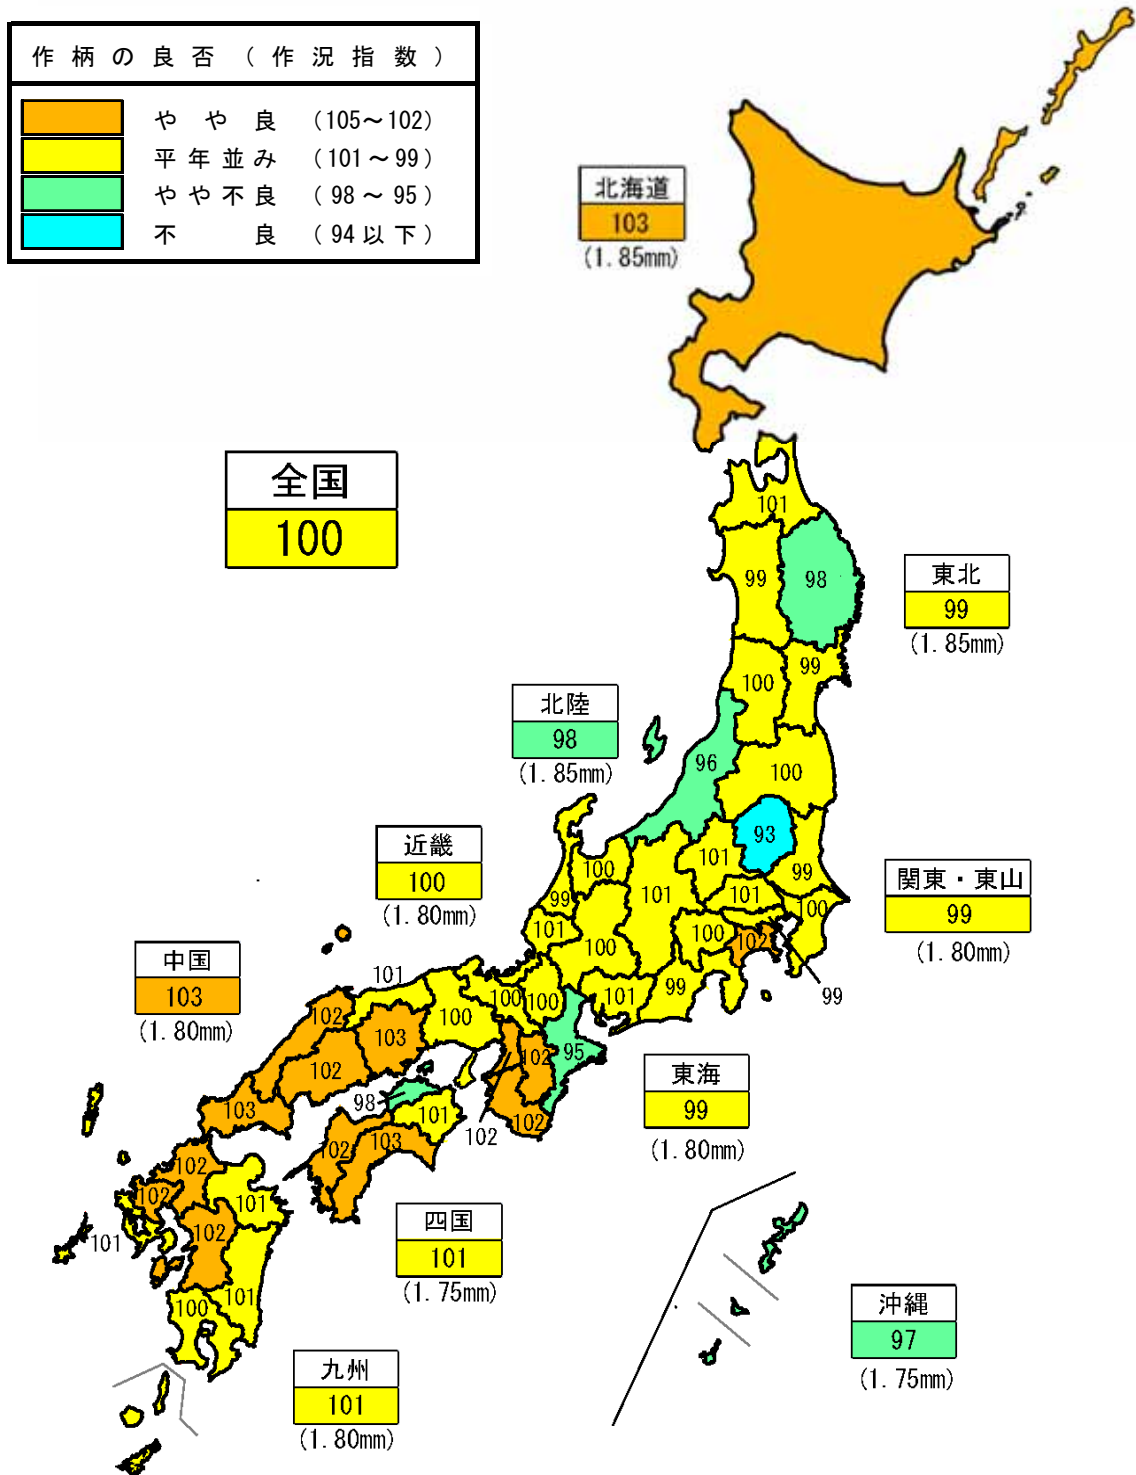 作柄の良否（作況指数）
やや良（105～102）
平年並み（101～99）
やや不良（98～95）
不良（94以下）
北海道
103
(1.85mm)
全国
100
101
99
98
東北
99
(1.85mm)
99
100
北陸
98
(1.85mm)
96
100
93
近畿
100
(1.80mm)
101
99
関東・東山
99
(1.80mm)
100
101
101
99
100
101
100
102
100
99
中国
103
(1.80mm)
101
102
103
100
100
100
101
99
102
102
95
東海
99
(1.80mm)
98
101
102
102
103
102
103
102
102
101
102
101
101
100
四国
101
(1.75mm)
沖縄
97
(1.75mm)
九州
101
(1.80mm)